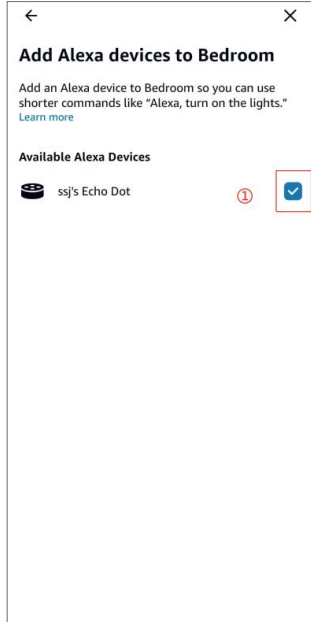 Add Alexa devices to Bedroom
Add an Alexa device to Bedroom so you can use
shorter commands like “Alexa, turn on the lights.”
Learn more
Available Alexa Devices
ssj's Echo Dot ①